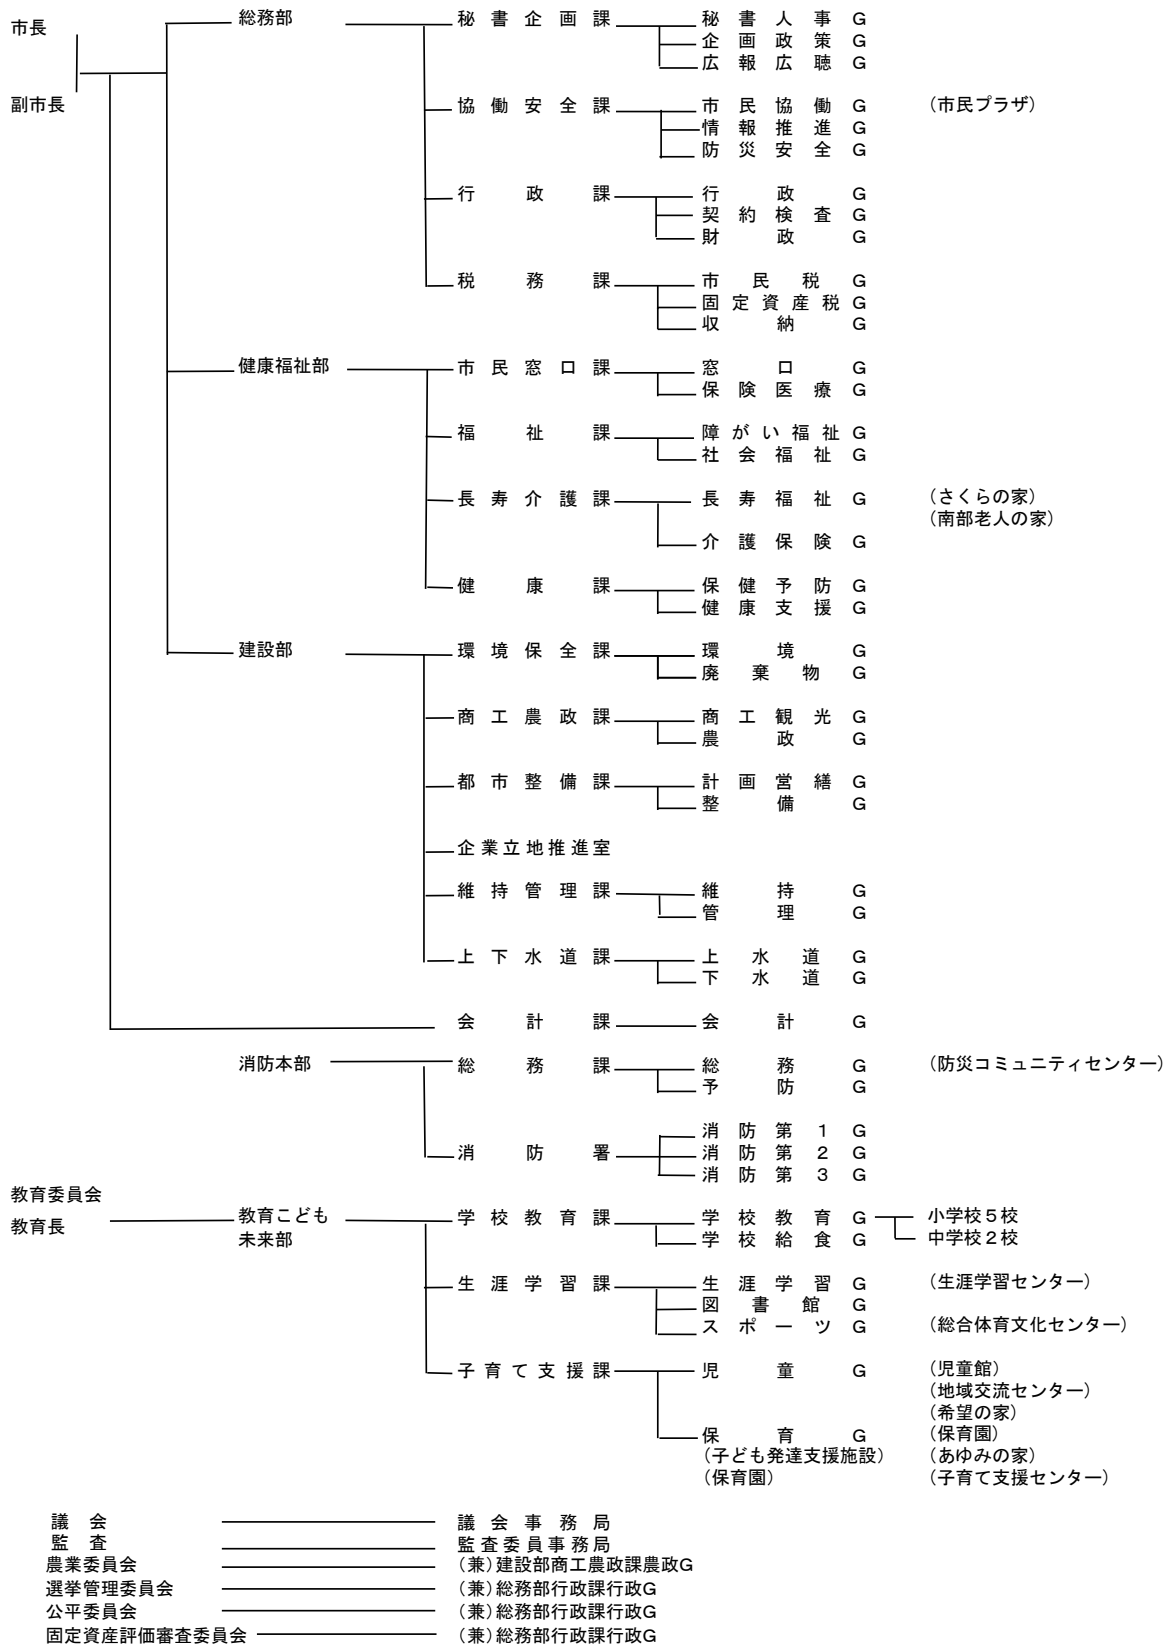 市長
総務部 秘書企画課 秘書人事G
企画政策G
広報広聴G
副市長 協働安全課 市民協働G (市民プラザ)
情報推進G
防災安全G
行政課 行政G
契約検査G
財政G
税務課 市民税G
固定資産税G
収納G
健康福祉部 市民窓口課 窓口G
保険医療G
福祉課 障がい福祉G
社会福祉G
長寿介護課 長寿福祉G (さくらの家)
(南部老人の家)
介護保険G
健康課 保健予防G
健康支援G
建設部 環境保全課 環境G
廃棄物G
商工農政課 商工観光G
農政G
都市整備課 計画営繕G
整備G
企業立地推進室
維持管理課 維持G
管理G
上下水道課 上水道G
下水道G
会計課 会計G
消防本部 総務課 総務G (防災コミュニティセンター)
予防G
消防第1G
消防署 消防第2G
消防第3G
教育委員会
教育長 教育こども 学校教育課 学校教育G 小学校5校
未来部 学校給食G 中学校2校
生涯学習課 生涯学習G (生涯学習センター)
図書館G
スポーツG (総合体育文化センター)
子育て支援課 児童G (児童館)
(地域交流センター)
(希望の家)
保育G (保育園)
(子ども発達支援施設) (あゆみの家)
(保育園) (子育て支援センター)
議会 議会事務局
監査 監査委員事務局
農業委員会 (兼)建設部商工農政課農政G
選挙管理委員会 (兼)総務部行政課行政G
公平委員会 (兼)総務部行政課行政G
固定資産評価審査委員会 (兼)総務部行政課行政G